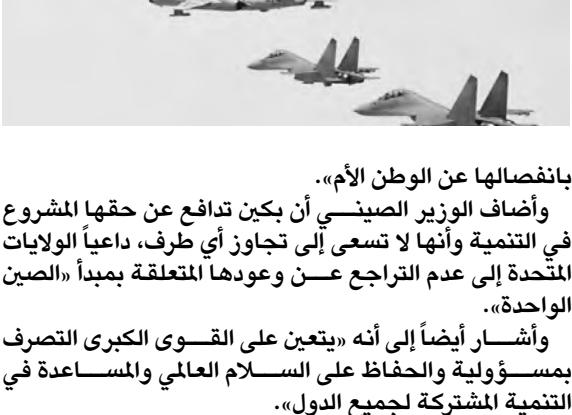 بانفصالها عن الوطن الأم».
وأضاف الوزير الصيني أن بكين تدافع عن حقها المشروع
في التنمية وأنها لا تسعى إلى تجاوز أي طرف، داعياً الولايات
المتحدة إلى عدم التراجع عن وعودها المتعلقة بمبدأ «الصين
الواحدة».
وأشار أيضاً إلى أنه «يتعين على القوى الكبرى التصرف
بمسؤولية والحفاظ على السلام العالمي والمساعدة في
التنمية المشتركة لجميع الدول».